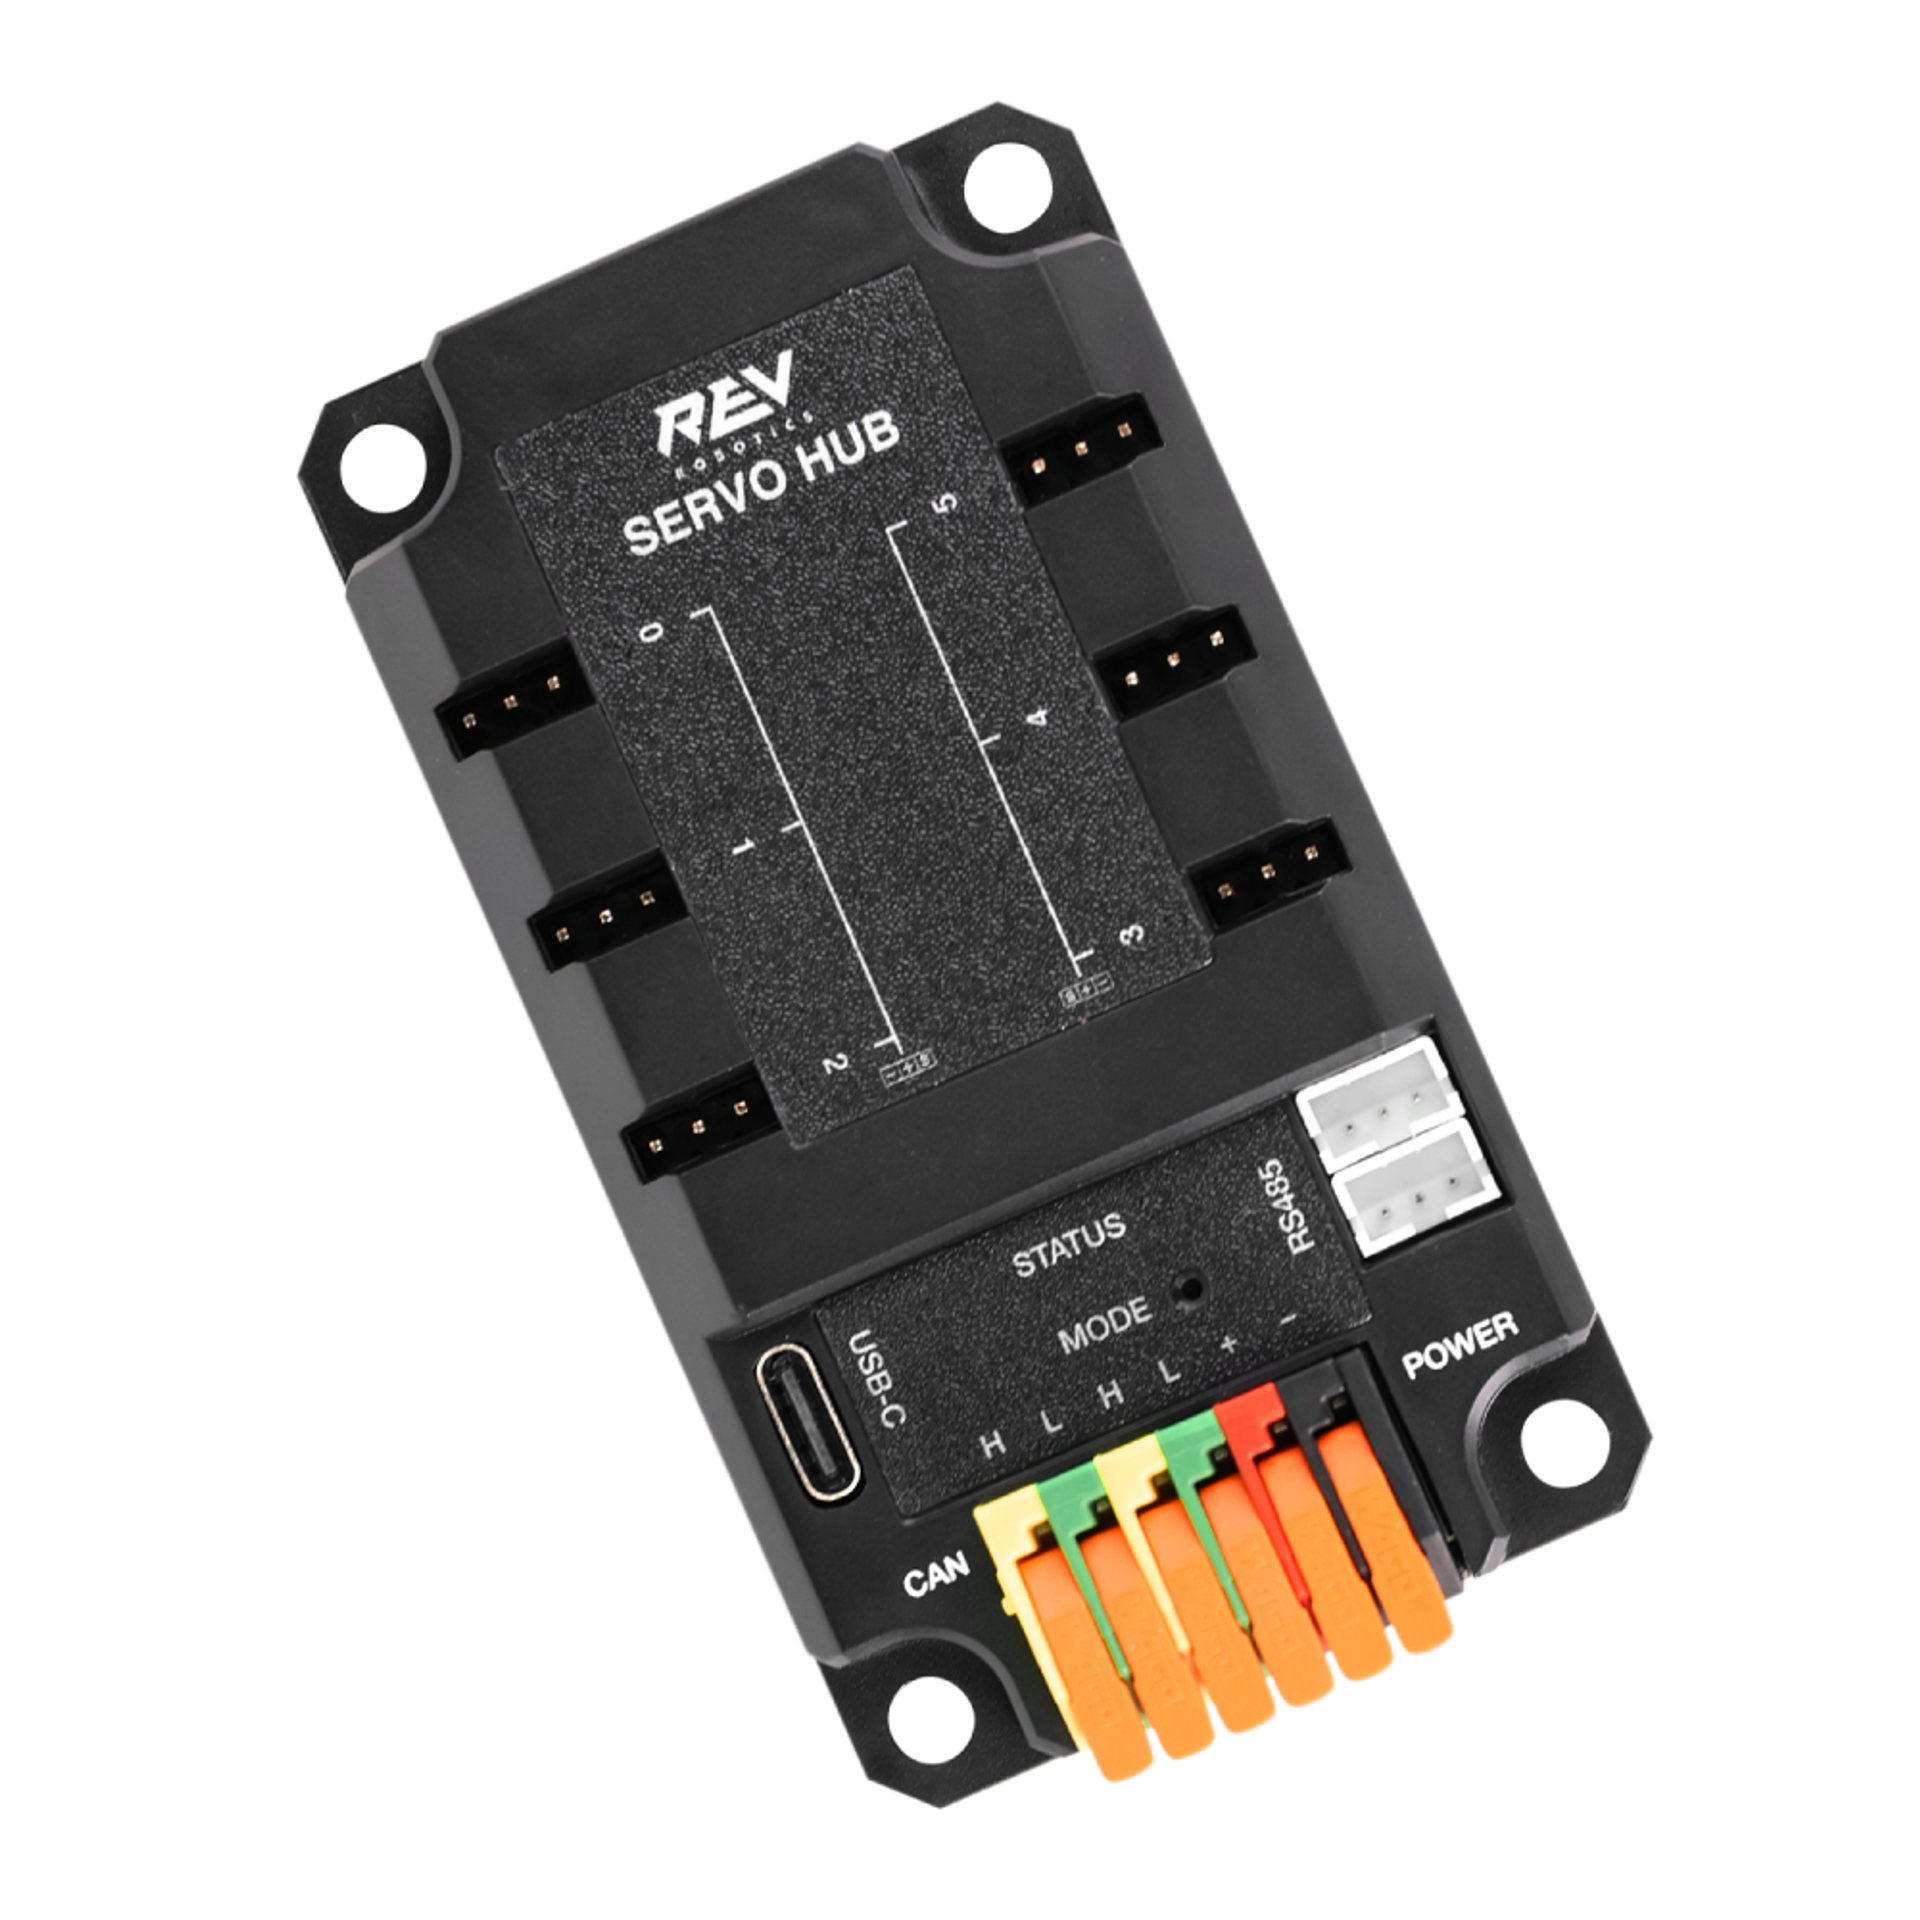 REV
ROBOTICS
SERVO HUB
0
5
1
4
2
3
- + S
S + -
STATUS
RS485
MODE
USB-C
H L H L + -
POWER
CAN